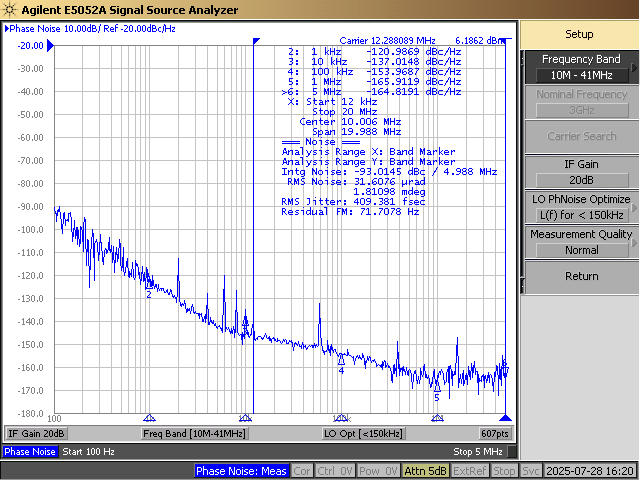 Agilent E5052A Signal Source Analyzer
Phase Noise 10.00dB/ Ref -20.00dBc/Hz
Carrier 12.288089 MHz 6.1862 dBm
2: 1 kHz -120.9869 dBc/Hz
3: 10 kHz -137.0148 dBc/Hz
4: 100 kHz -153.9687 dBc/Hz
5: 1 MHz -165.9119 dBc/Hz
>6: 5 MHz -164.8191 dBc/Hz
X: Start 12 kHz
Stop 20 MHz
Center 10.006 MHz
Span 19.988 MHz
=== Noise ===
Analysis Range X: Band Marker
Analysis Range Y: Band Marker
Intg Noise: -93.0145 dBc / 4.988 MHz
RMS Noise: 31.6076 µrad
1.81098 mdeg
RMS Jitter: 409.381 fsec
Residual FM: 71.7078 Hz
-20.00
-30.00
-40.00
-50.00
-60.00
-70.00
-80.00
-90.00
-100.0
-110.0
-120.0
-130.0
-140.0
-150.0
-160.0
-170.0
-180.0
2
4
5
100
IF Gain 20dB
Freq Band [10M-41MHz]
LO Opt [<150kHz]
607pts
Phase Noise
Start 100 Hz
Stop 5 MHz
Setup
Frequency Band
10M - 41MHz
Nominal Frequency
3GHz
Carrier Search
IF Gain
20dB
LO PhNoise Optimize
L(f) for < 150kHz
Measurement Quality
Normal
Return
Phase Noise: Meas
Cor
Ctrl 0V
Pow 0V
Attn 5dB
ExtRef
Stop
Svc
2025-07-28 16:20